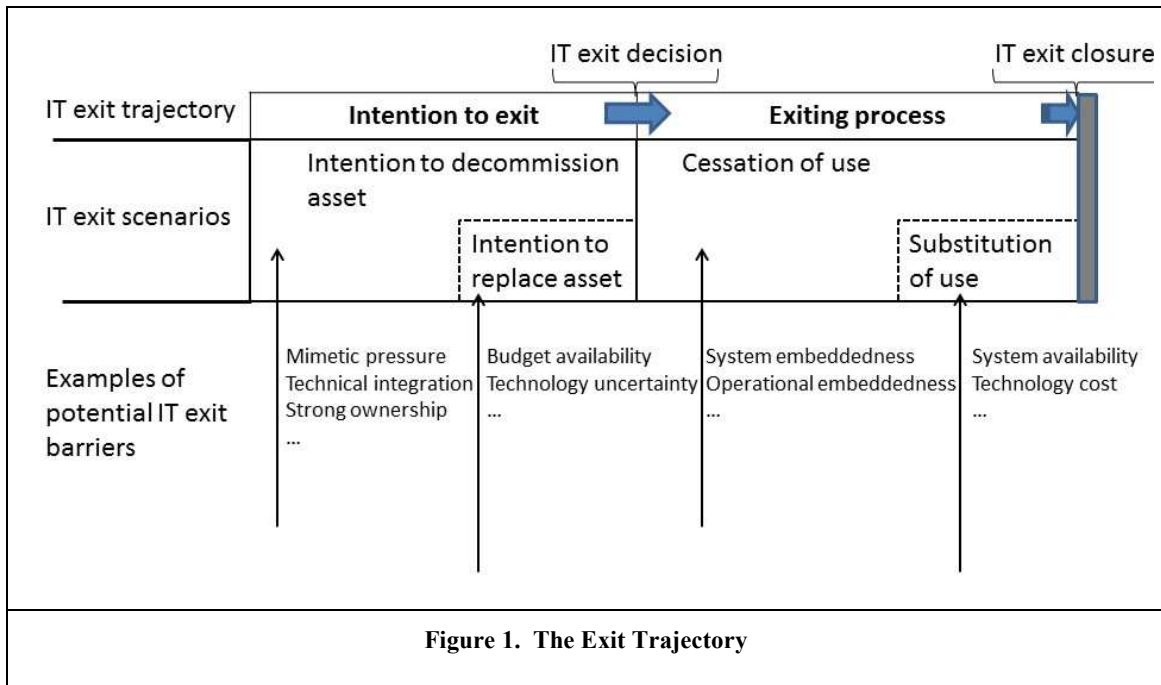 IT exit decision
IT exit closure
IT exit trajectory
Intention to exit
Exiting process
IT exit scenarios
Intention to decommission
asset
Intention to
replace asset
Cessation of use
Substitution
of use
Examples of
potential IT exit
barriers
Mimetic pressure
Technical integration
Strong ownership
...
Budget availability
Technology uncertainty
...
System embeddedness
Operational embeddedness
...
System availability
Technology cost
...
Figure 1. The Exit Trajectory